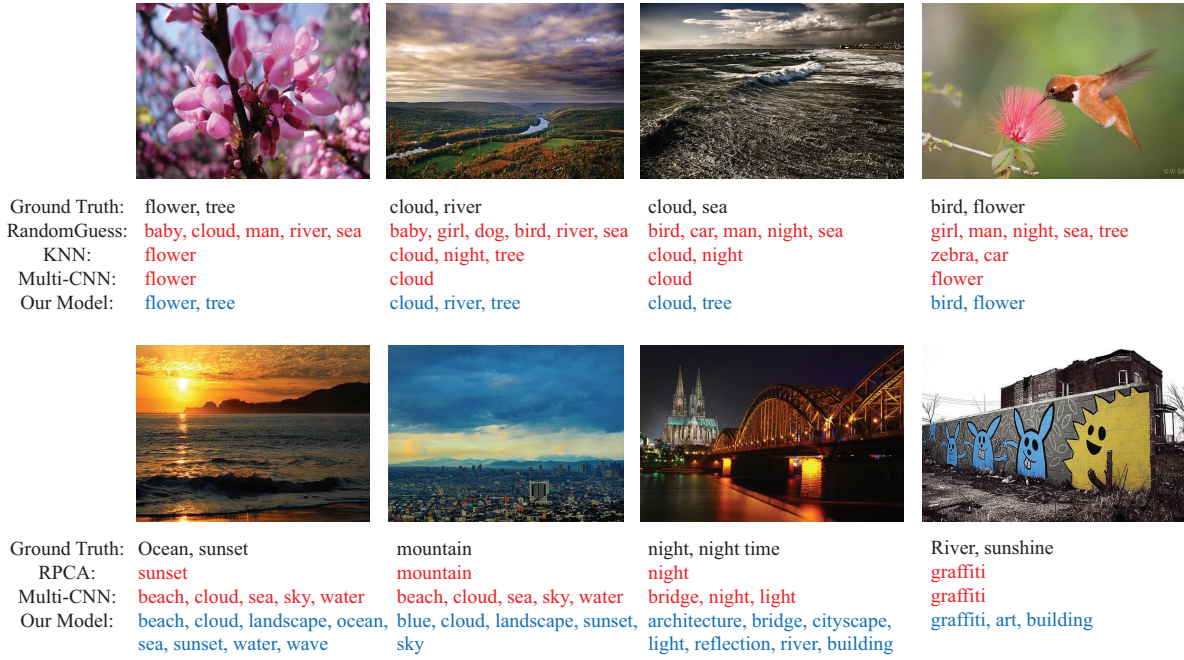 © W. Gi
Ground Truth: flower, tree cloud, river cloud, sea bird, flower
RandomGuess: baby, cloud, man, river, sea baby, girl, dog, bird, river, sea bird, car, man, night, sea girl, man, night, sea, tree
KNN: flower cloud, night, tree cloud, night zebra, car
Multi-CNN: flower cloud cloud flower
Our Model: flower, tree cloud, river, tree cloud, tree bird, flower
Ground Truth: Ocean, sunset mountain night, night time River, sunshine
RPCA: sunset mountain night graffiti
Multi-CNN: beach, cloud, sea, sky, water beach, cloud, sea, sky, water bridge, night, light graffiti
Our Model: beach, cloud, landscape, ocean, blue, cloud, landscape, sunset, architecture, bridge, cityscape, graffiti, art, building
sea, sunset, water, wave sky light, reflection, river, building